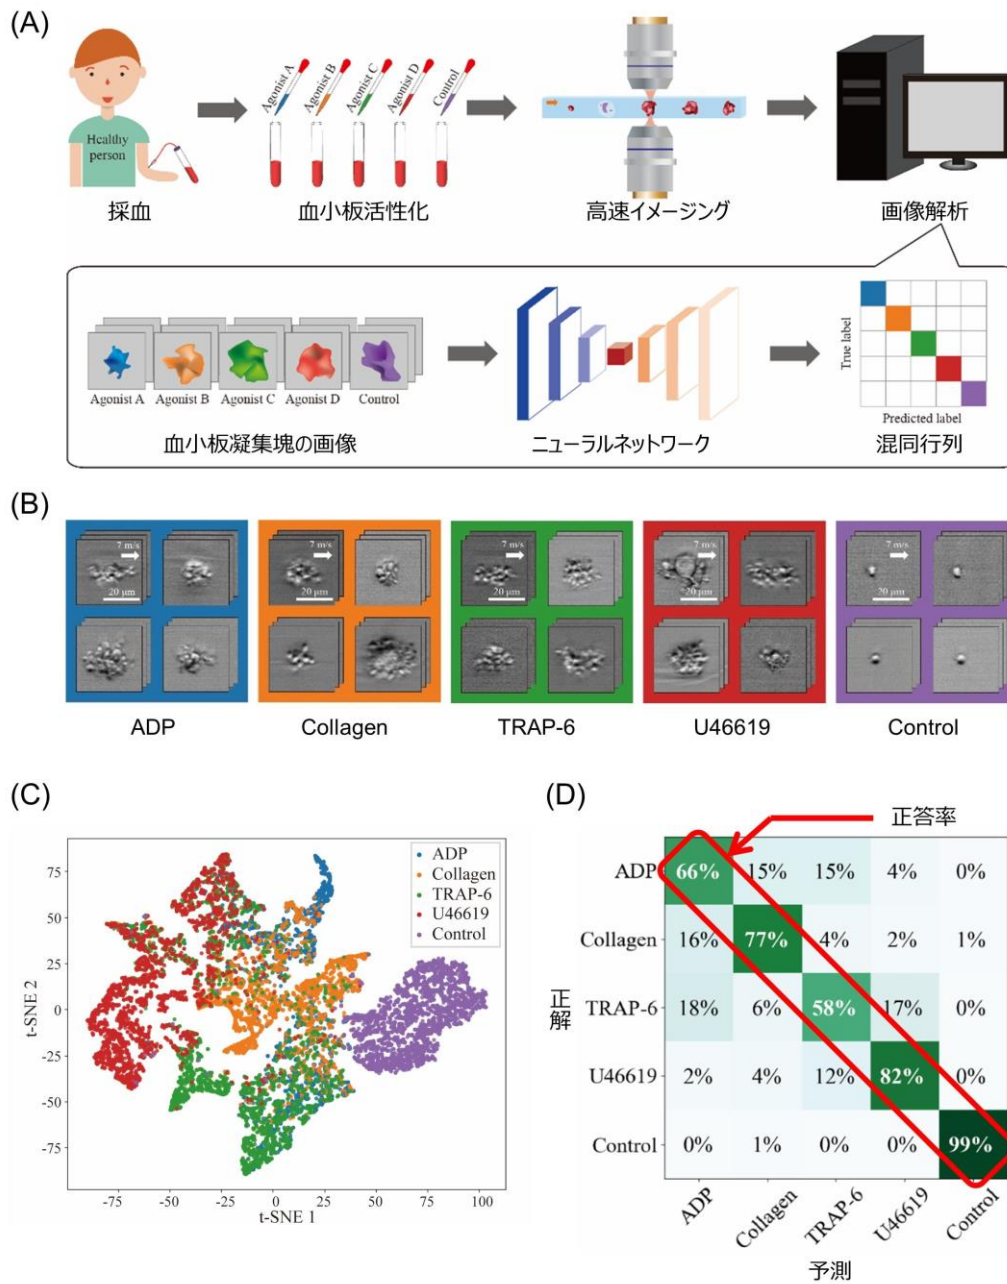 (A)
Healthy
person
Agonist A
Agonist B
Agonist C
Agonist D
Control
採血
血小板活性化
高速イメージング
画像解析
Agonist A
Agonist B
Agonist C
Agonist D
Control
True label
Predicted label
血小板凝集塊の画像
ニューラルネットワーク
混同行列
(B)
7 m/s
20 μm
7 m/s
20 μm
7 m/s
20 μm
7 m/s
20 μm
7 m/s
20 μm
ADP
Collagen
TRAP-6
U46619
Control
(C)
ADP
Collagen
TRAP-6
U46619
Control
75
50
25
0
-25
-50
-75
t-SNE 2
-75 -50 -25 0 25 50 75 100
t-SNE 1
(D)
正答率
正解
ADP 66% 15% 15% 4% 0%
Collagen 16% 77% 4% 2% 1%
TRAP-6 18% 6% 58% 17% 0%
U46619 2% 4% 12% 82% 0%
Control 0% 1% 0% 0% 99%
ADP Collagen TRAP-6 U46619 Control
予測